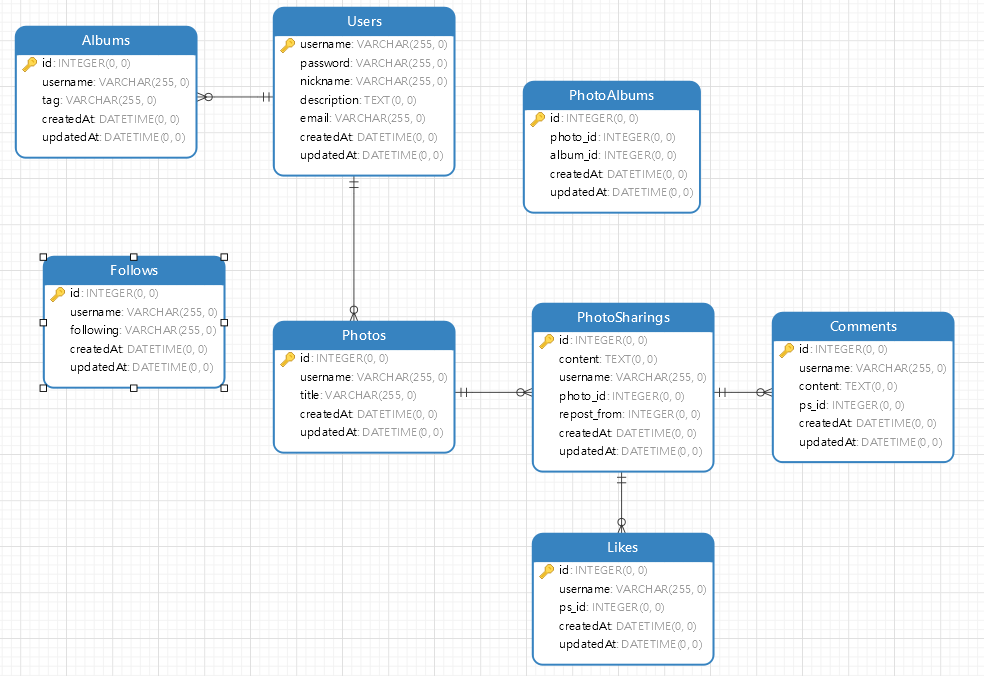 Albums
id: INTEGER(0, 0)
username: VARCHAR(255, 0)
tag: VARCHAR(255, 0)
createdAt: DATETIME(0, 0)
updatedAt: DATETIME(0, 0)
Users
username: VARCHAR(255, 0)
password: VARCHAR(255, 0)
nickname: VARCHAR(255, 0)
description: TEXT(0, 0)
email: VARCHAR(255, 0)
createdAt: DATETIME(0, 0)
updatedAt: DATETIME(0, 0)
PhotoAlbums
id: INTEGER(0, 0)
photo_id: INTEGER(0, 0)
album_id: INTEGER(0, 0)
createdAt: DATETIME(0, 0)
updatedAt: DATETIME(0, 0)
Follows
id: INTEGER(0, 0)
username: VARCHAR(255, 0)
following: VARCHAR(255, 0)
createdAt: DATETIME(0, 0)
updatedAt: DATETIME(0, 0)
Photos
id: INTEGER(0, 0)
username: VARCHAR(255, 0)
title: VARCHAR(255, 0)
createdAt: DATETIME(0, 0)
updatedAt: DATETIME(0, 0)
PhotoSharings
id: INTEGER(0, 0)
content: TEXT(0, 0)
username: VARCHAR(255, 0)
photo_id: INTEGER(0, 0)
repost_from: INTEGER(0, 0)
createdAt: DATETIME(0, 0)
updatedAt: DATETIME(0, 0)
Comments
id: INTEGER(0, 0)
username: VARCHAR(255, 0)
content: TEXT(0, 0)
ps_id: INTEGER(0, 0)
createdAt: DATETIME(0, 0)
updatedAt: DATETIME(0, 0)
Likes
id: INTEGER(0, 0)
username: VARCHAR(255, 0)
ps_id: INTEGER(0, 0)
createdAt: DATETIME(0, 0)
updatedAt: DATETIME(0, 0)